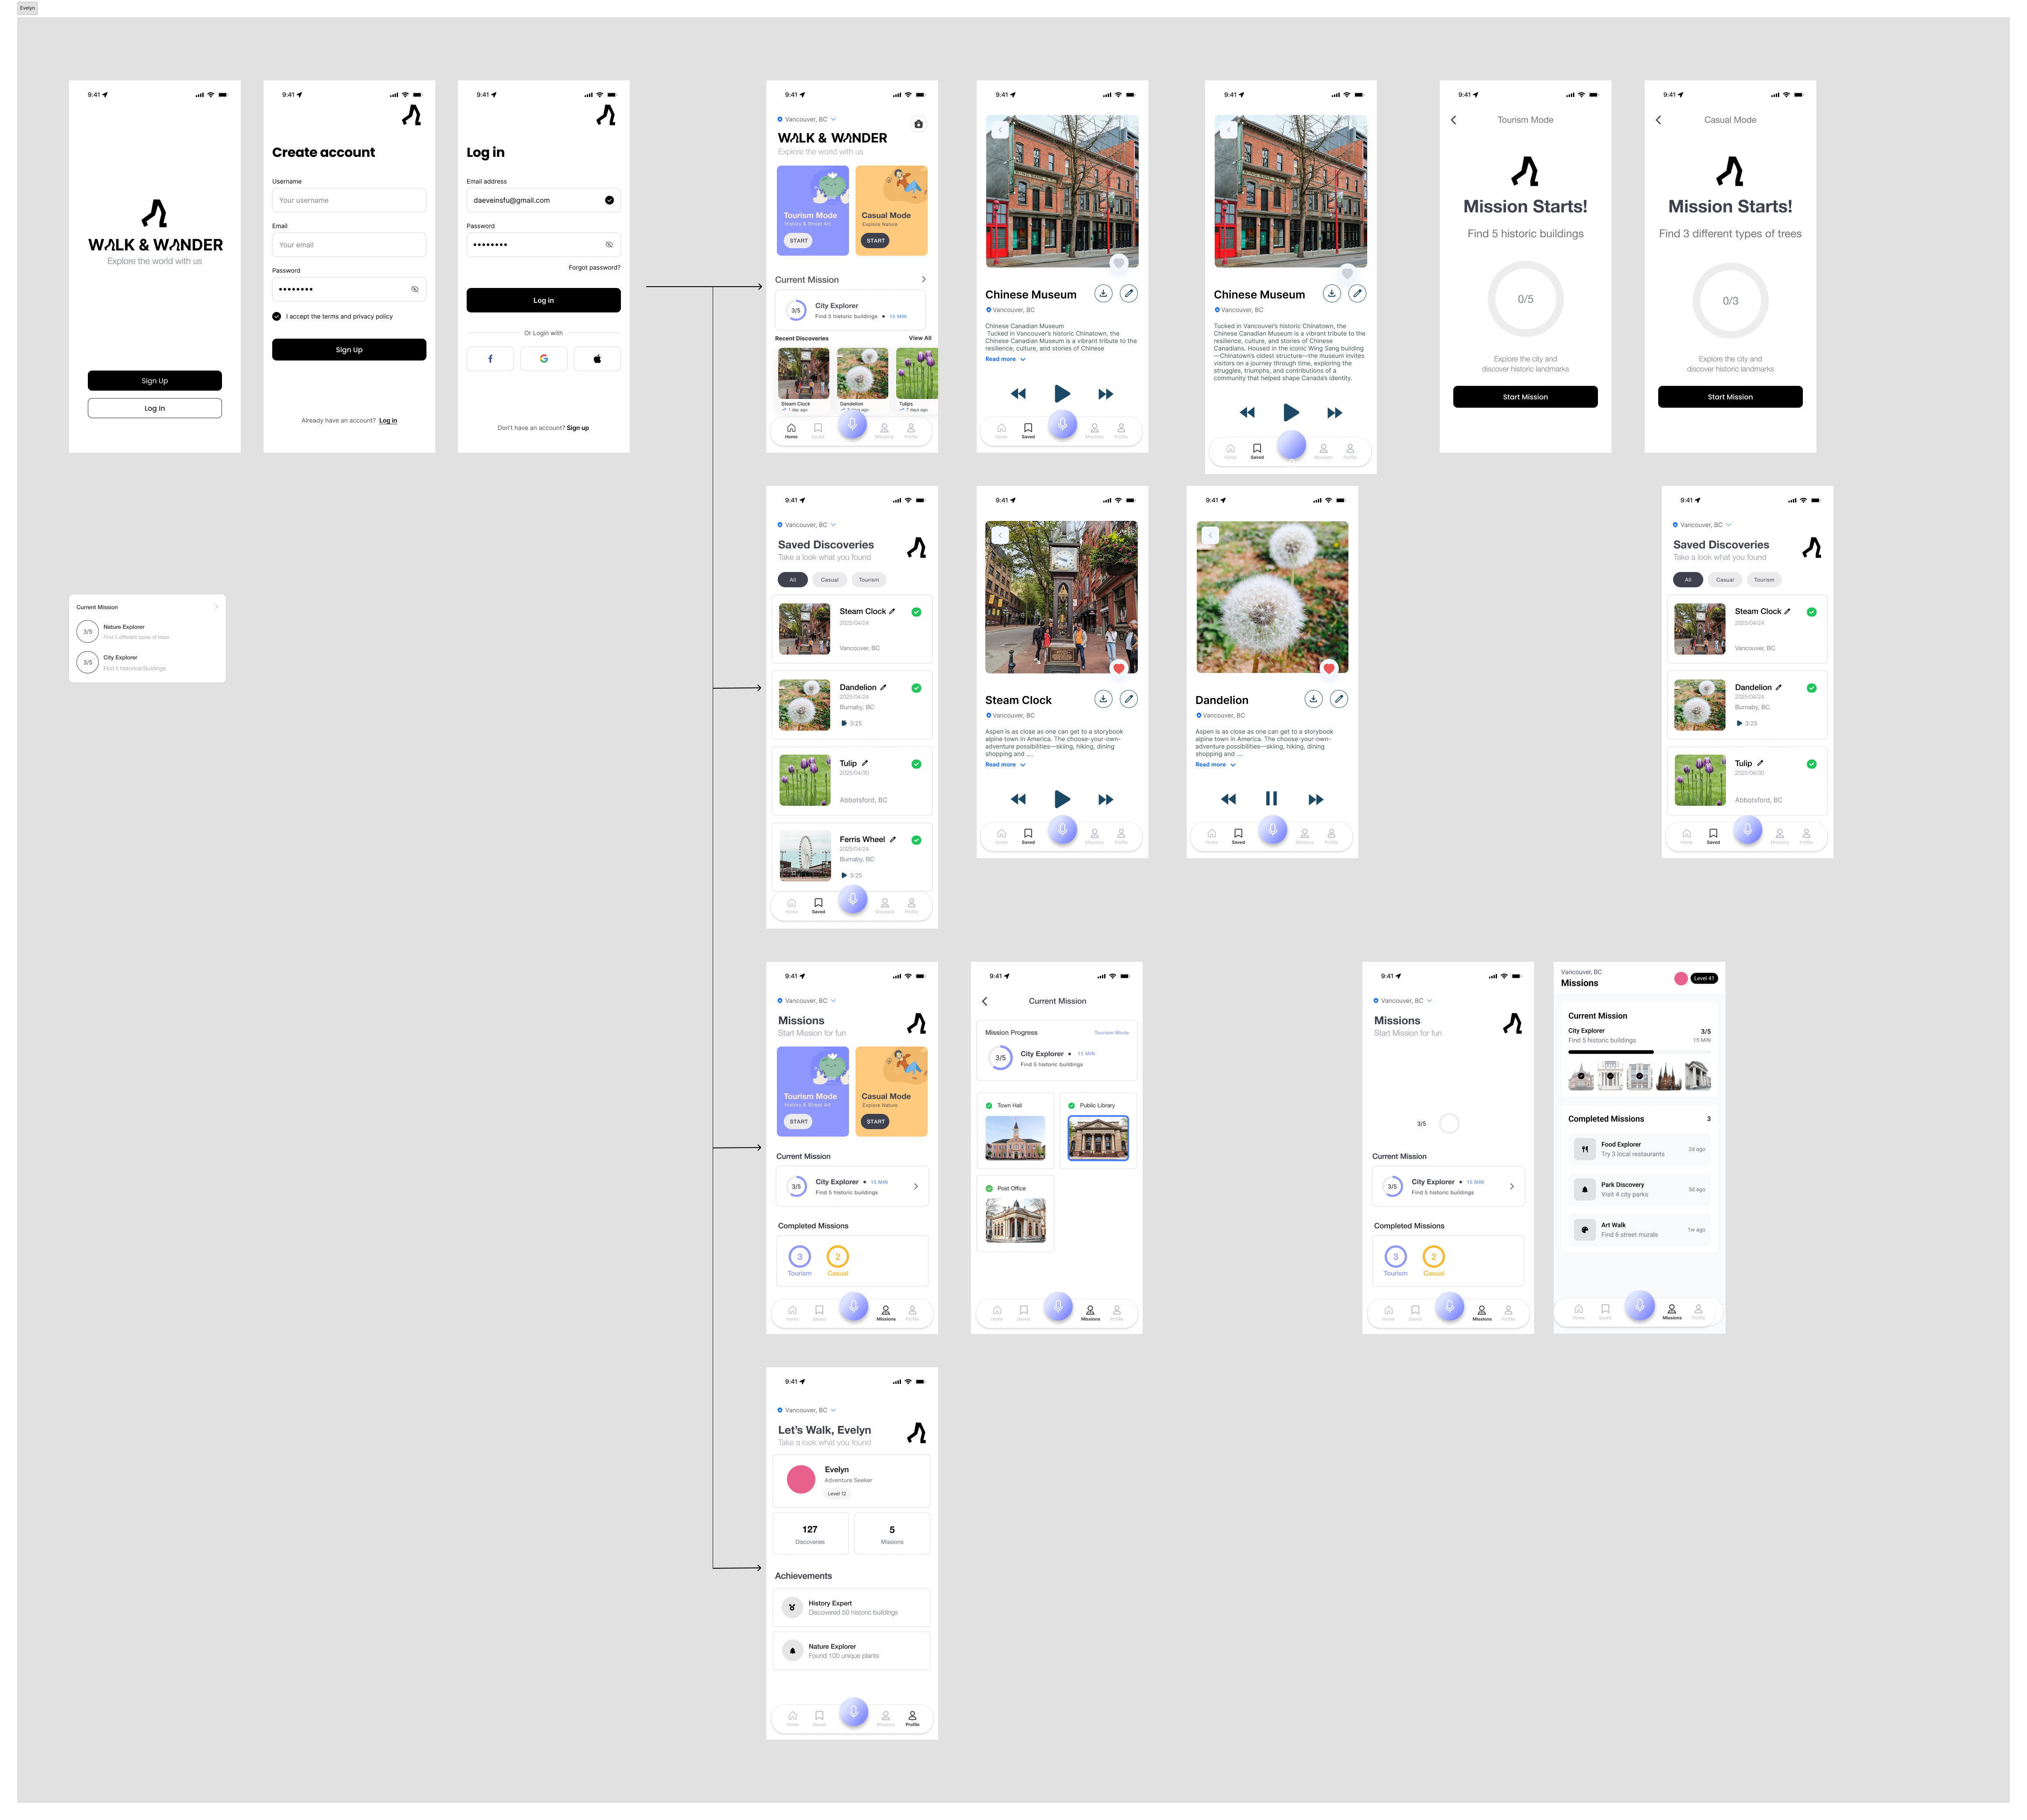 Evelyn
9:41
WALK & WANDER
Explore the world with us
Sign Up
Log In
9:41
Create account
Username
Your username
Email
Your email
Password
I accept the terms and privacy policy
Sign Up
Already have an account? Log in
9:41
Log in
Email address
daeveinsfu@gmail.com
Password
Forgot password?
Log in
Or Login with
Don't have an account? Sign up
9:41
Vancouver, BC
WALK & WANDER
Explore the world with us
Tourism Mode
History & Street Art
START
Casual Mode
Explore Nature
START
Current Mission
3/5
City Explorer
Find 5 historic buildings • 15 MIN
Recent Discoveries
View All
Steam Clock
1 day ago
Dandelion
days ago
Tulips
2 days ago
Home
Saved
Missions
Profile
9:41
Chinese Museum
Vancouver, BC
Chinese Canadian Museum
Tucked in Vancouver's historic Chinatown, the
Chinese Canadian Museum is a vibrant tribute to the
resilience, culture, and stories of Chinese
Read more
Home
Saved
Missions
Profile
9:41
Chinese Museum
Vancouver, BC
Tucked in Vancouver's historic Chinatown, the
Chinese Canadian Museum is a vibrant tribute to the
resilience, culture, and stories of Chinese
Canadians. Housed in the iconic Wing Sang building
—Chinatown's oldest structure—the museum invites
visitors on a journey through time, exploring the
struggles, triumphs, and contributions of a
community that helped shape Canada's identity.
Home
Saved
Missions
Profile
9:41
Tourism Mode
Mission Starts!
Find 5 historic buildings
0/5
Explore the city and
discover historic landmarks
Start Mission
9:41
Casual Mode
Mission Starts!
Find 3 different types of trees
0/3
Explore the city and
discover historic landmarks
Start Mission
Current Mission
3/5
Nature Explorer
Find 5 different types of trees
3/5
City Explorer
Find 5 historical Buildings
9:41
Vancouver, BC
Saved Discoveries
Take a look what you found
All
Casual
Tourism
Steam Clock
2025/04/24
Vancouver, BC
Dandelion
2025/04/24
Burnaby, BC
3:25
Tulip
2025/04/30
Abbotsford, BC
Ferris Wheel
2025/04/24
Burnaby, BC
3:25
Home
Saved
Missions
Profile
9:41
Steam Clock
Vancouver, BC
Aspen is as close as one can get to a storybook
alpine town in America. The choose-your-own-
adventure possibilities—skiing, hiking, dining
shopping and ....
Read more
Home
Saved
Missions
Profile
9:41
Dandelion
Vancouver, BC
Aspen is as close as one can get to a storybook
alpine town in America. The choose-your-own-
adventure possibilities—skiing, hiking, dining
shopping and ....
Read more
Home
Saved
Missions
Profile
9:41
Vancouver, BC
Saved Discoveries
Take a look what you found
All
Casual
Tourism
Steam Clock
2025/04/24
Vancouver, BC
Dandelion
2025/04/24
Burnaby, BC
3:25
Tulip
2025/04/30
Abbotsford, BC
Home
Saved
Missions
Profile
9:41
Vancouver, BC
Missions
Start Mission for fun
Tourism Mode
History & Street Art
START
Casual Mode
Explore Nature
START
Current Mission
3/5
City Explorer • 15 MIN
Find 5 historic buildings
Completed Missions
3
Tourism
2
Casual
Home
Saved
Missions
Profile
9:41
Current Mission
Mission Progress
Tourism Mode
3/5
City Explorer • 15 MIN
Find 5 historic buildings
Town Hall
Public Library
Post Office
Home
Saved
Missions
Profile
9:41
Vancouver, BC
Missions
Start Mission for fun
3/5
Current Mission
3/5
City Explorer • 15 MIN
Find 5 historic buildings
Completed Missions
3
Tourism
2
Casual
Home
Saved
Missions
Profile
Vancouver, BC
Missions
Level 41
Current Mission
City Explorer
3/5
Find 5 historic buildings
15 MIN
Completed Missions
3
Food Explorer
Try 3 local restaurants
2d ago
Park Discovery
Visit 4 city parks
5d ago
Art Walk
Find 6 street murals
1w ago
Home
Saved
Missions
Profile
9:41
Vancouver, BC
Let's Walk, Evelyn
Take a look what you found
Evelyn
Adventure Seeker
Level 12
127
Discoveries
5
Missions
Achievements
History Expert
Discovered 50 historic buildings
Nature Explorer
Found 100 unique plants
Home
Saved
Missions
Profile